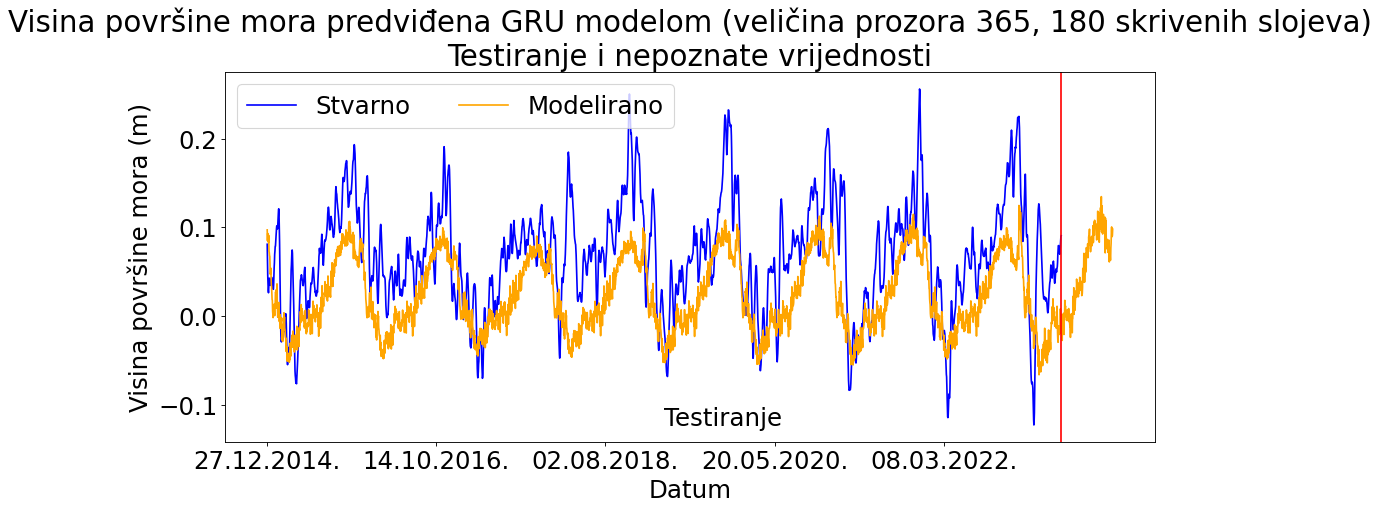 Visina površine mora predviđena GRU modelom (veličina prozora 365, 180 skrivenih slojeva)
Testiranje i nepoznate vrijednosti
Stvarno
Modelirano
Visina površine mora (m)
0.2
0.1
0.0
−0.1
Testiranje
27.12.2014.
14.10.2016.
02.08.2018.
20.05.2020.
08.03.2022.
Datum